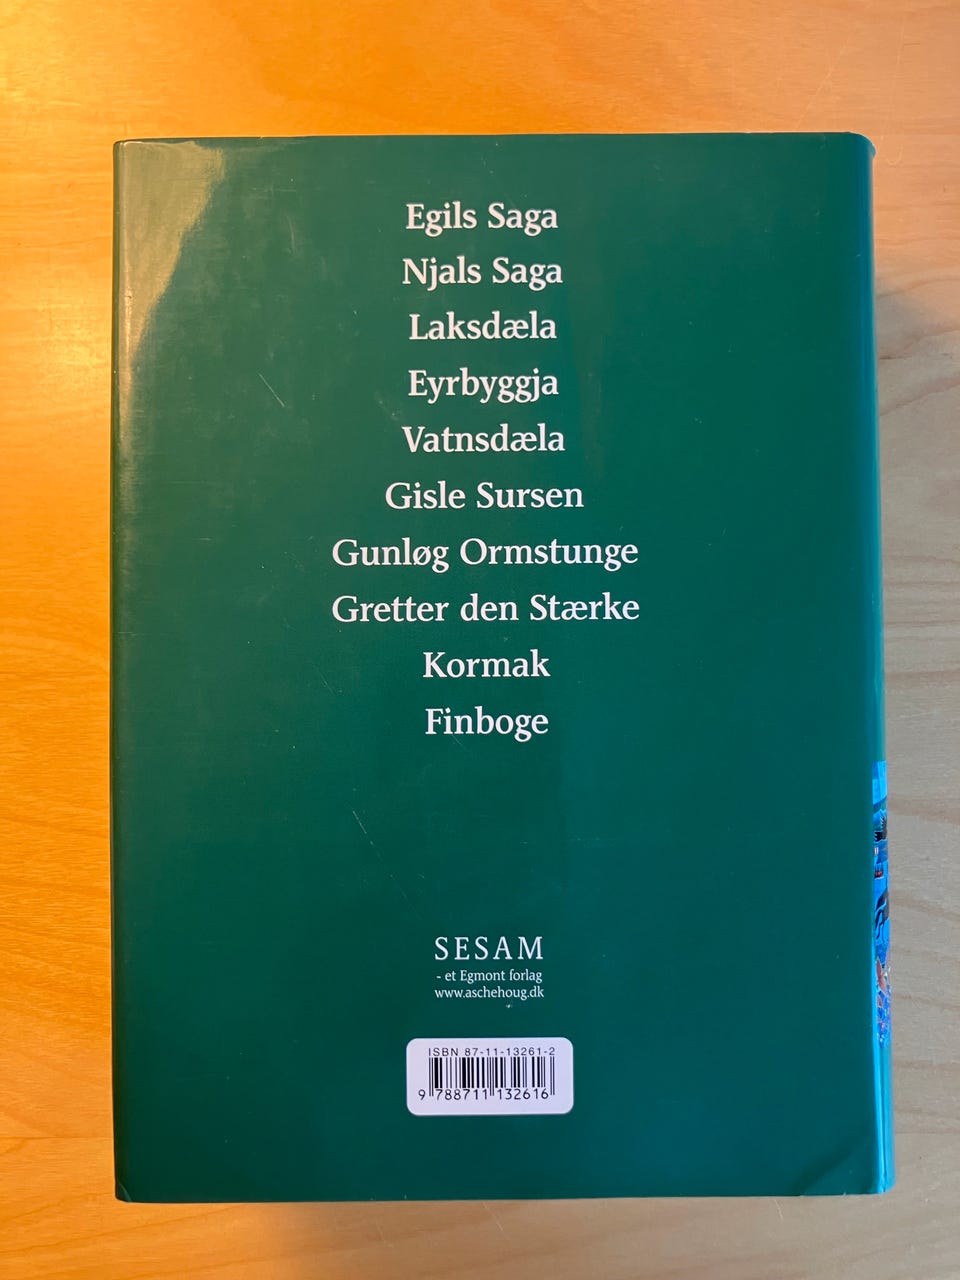 Egils Saga
Njals Saga
Laksdæla
Eyrbyggja
Vatnsdæla
Gisle Sursen
Gunløg Ormstunge
Gretter den Stærke
Kormak
Finboge
SESAM
- et Egmont forlag
www.aschehoug.dk
ISBN 87-11-13261-2
9 788711 132616